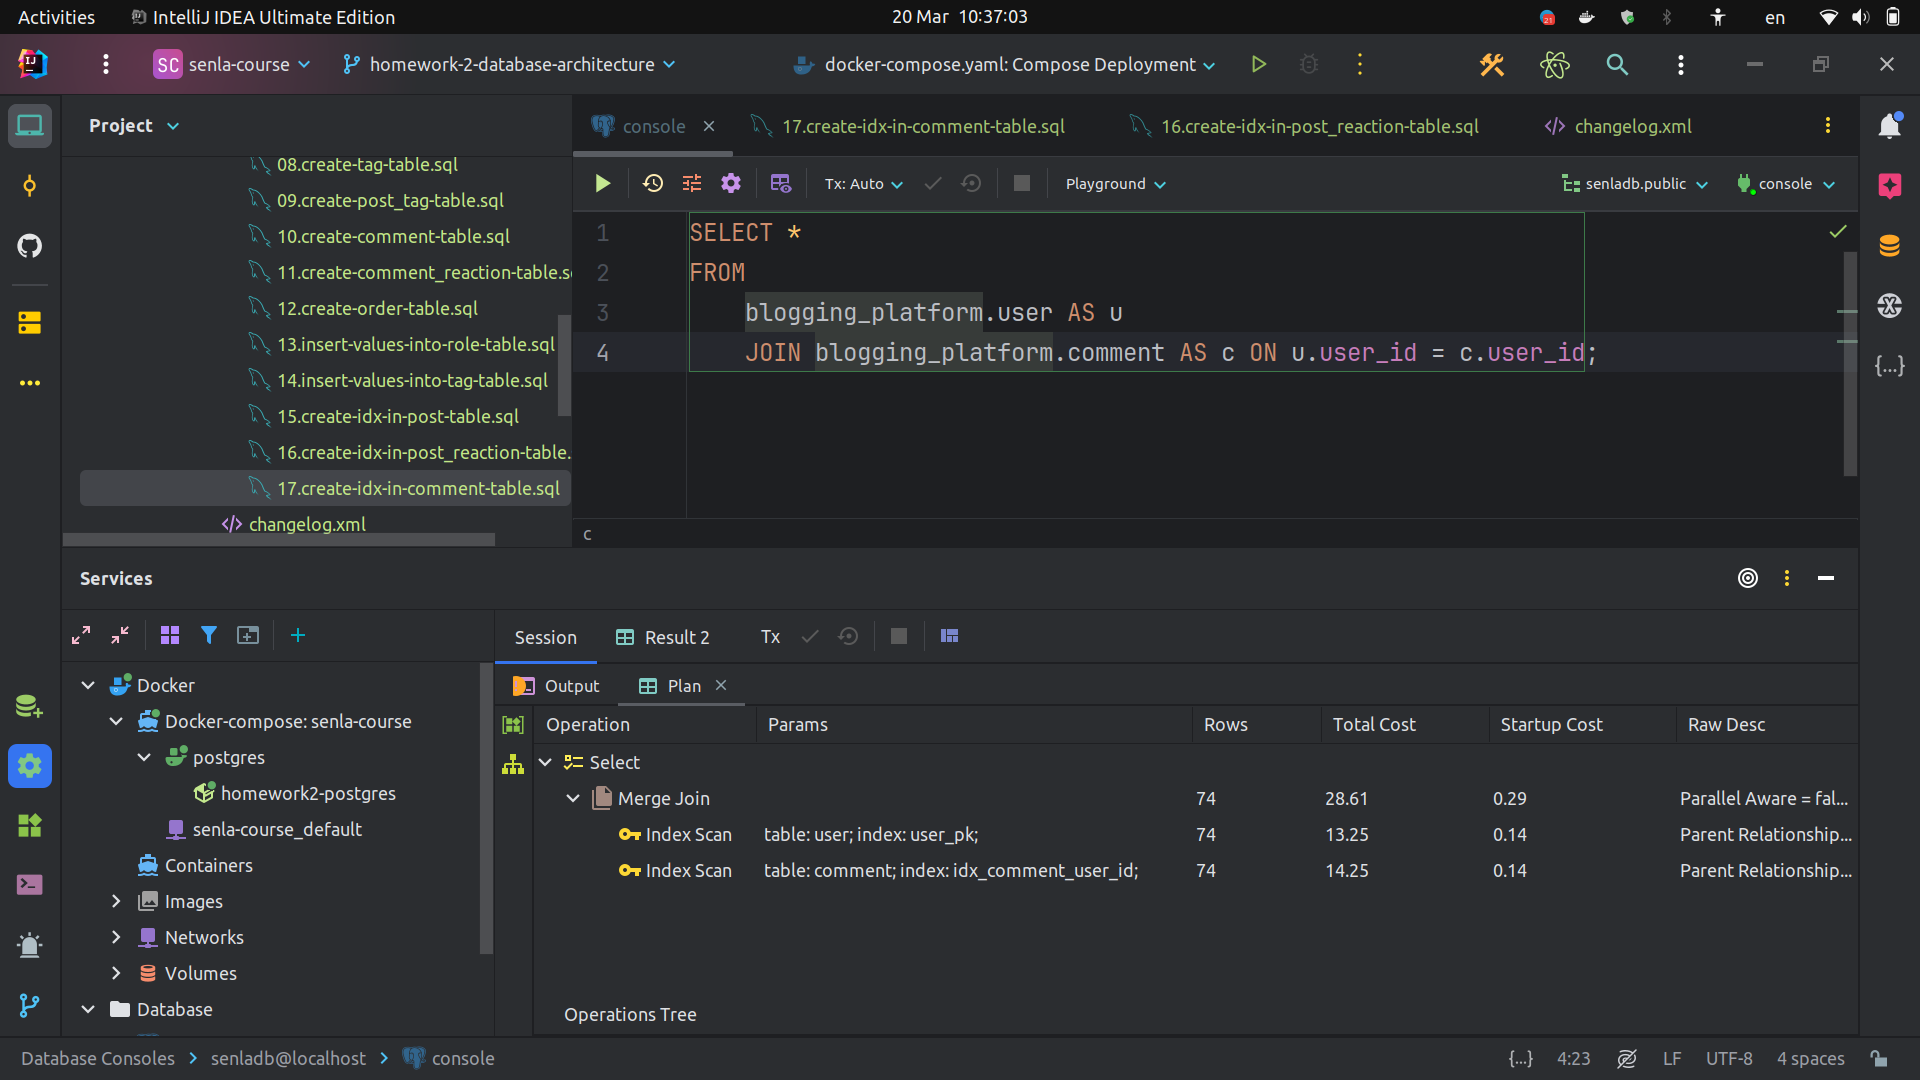 Activities
IntelliJ IDEA Ultimate Edition
20 Mar 10:37:03
21
en
IJ
SC
senla-course
homework-2-database-architecture
docker-compose.yaml: Compose Deployment
Project
console
17.create-idx-in-comment-table.sql
16.create-idx-in-post_reaction-table.sql
changelog.xml
08.create-tag-table.sql
09.create-post_tag-table.sql
10.create-comment-table.sql
11.create-comment_reaction-table.s
12.create-order-table.sql
13.insert-values-into-role-table.sql
14.insert-values-into-tag-table.sql
15.create-idx-in-post-table.sql
16.create-idx-in-post_reaction-table.
17.create-idx-in-comment-table.sql
changelog.xml
Tx: Auto
Playground
senladb.public
console
1 SELECT *
2 FROM
3 blogging_platform.user AS u
4 JOIN blogging_platform.comment AS c ON u.user_id = c.user_id;
c
Services
Docker
Docker-compose: senla-course
postgres
homework2-postgres
senla-course_default
Containers
Images
Networks
Volumes
Database
Session
Result 2
Tx
Output
Plan
Operation Params Rows Total Cost Startup Cost Raw Desc
Select
Merge Join 74 28.61 0.29 Parallel Aware = fal...
Index Scan table: user; index: user_pk; 74 13.25 0.14 Parent Relationship...
Index Scan table: comment; index: idx_comment_user_id; 74 14.25 0.14 Parent Relationship...
Operations Tree
Database Consoles
senladb@localhost
console
{...}
4:23
LF
UTF-8
4 spaces